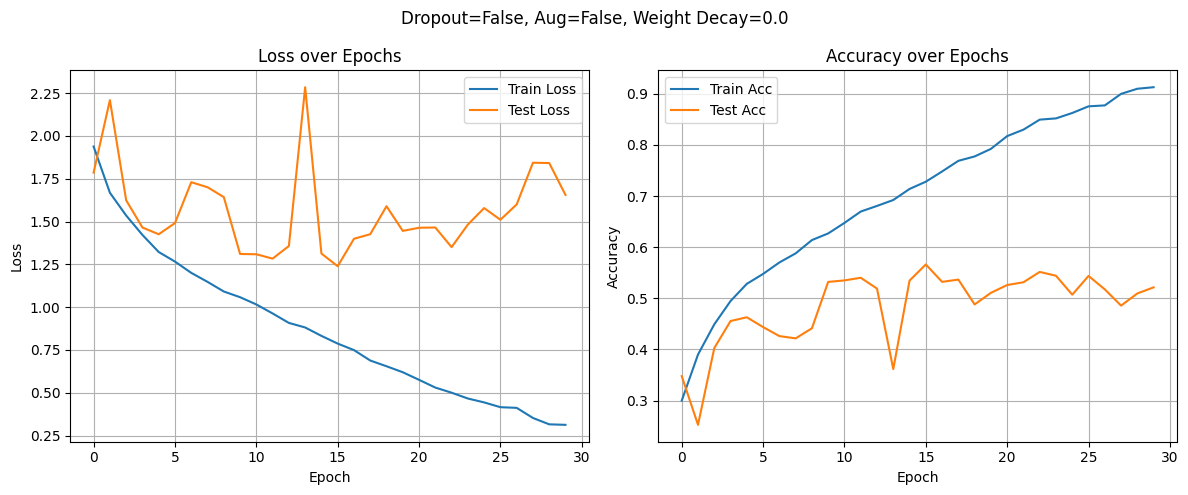 Dropout=False, Aug=False, Weight Decay=0.0
Loss over Epochs
Train Loss
Test Loss
2.25
2.00
1.75
1.50
1.25
1.00
0.75
0.50
0.25
Loss
0 5 10 15 20 25 30
Epoch
Accuracy over Epochs
Train Acc
Test Acc
0.9
0.8
0.7
0.6
0.5
0.4
0.3
Accuracy
0 5 10 15 20 25 30
Epoch